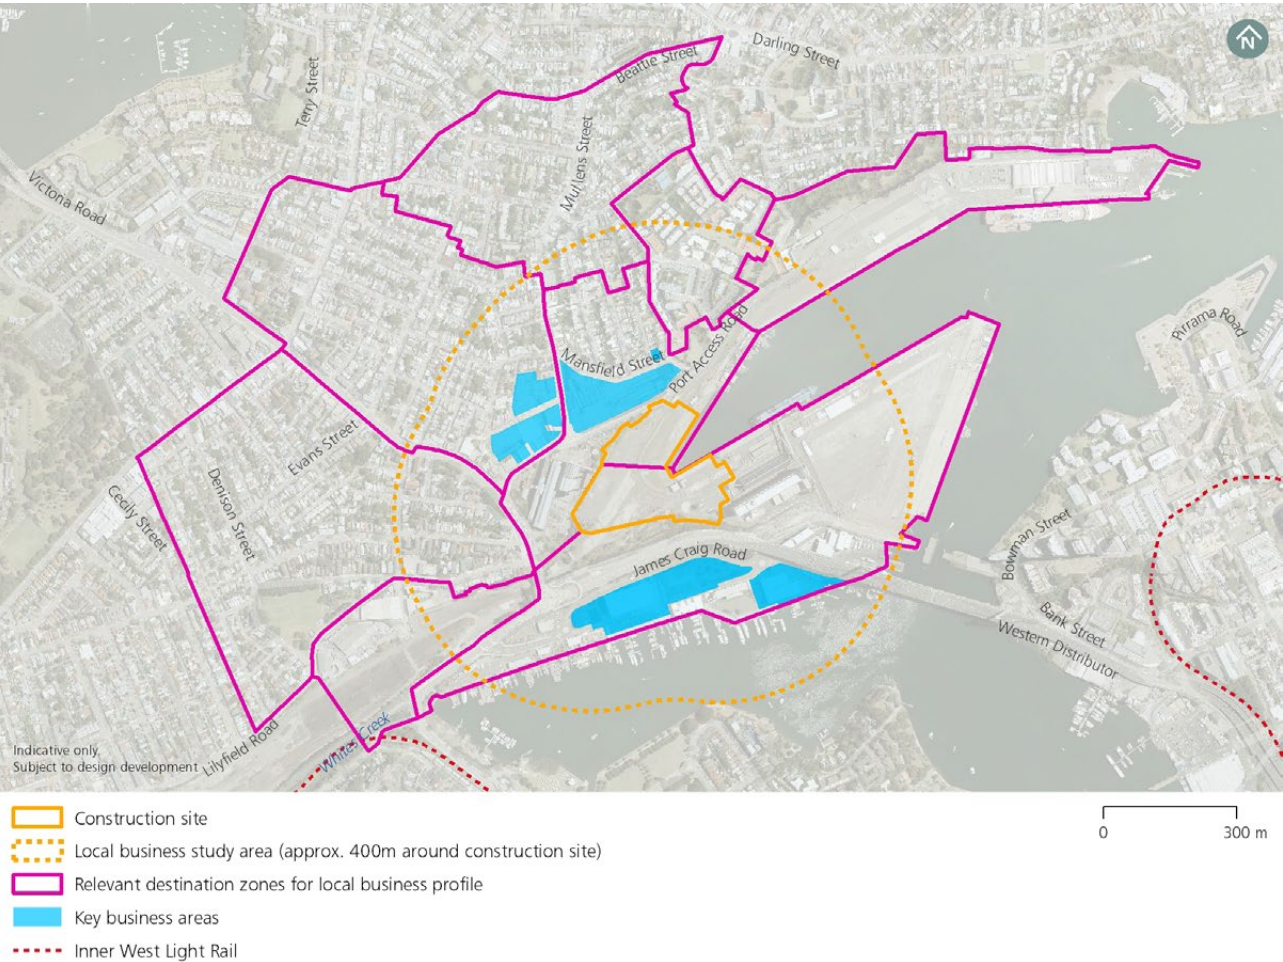 N
Darling Street
Beattie Street
Terry Street
Mullens Street
Victoria Road
Pirrama Road
Port Access Road
Mansfield Street
Evans Street
Denison Street
Cecily Street
Bowman Street
James Craig Road
Bank Street
Western Distributor
Whites Creek
Lilyfield Road
Indicative only.
Subject to design development
Construction site
Local business study area (approx. 400m around construction site)
Relevant destination zones for local business profile
Key business areas
Inner West Light Rail
0 300 m